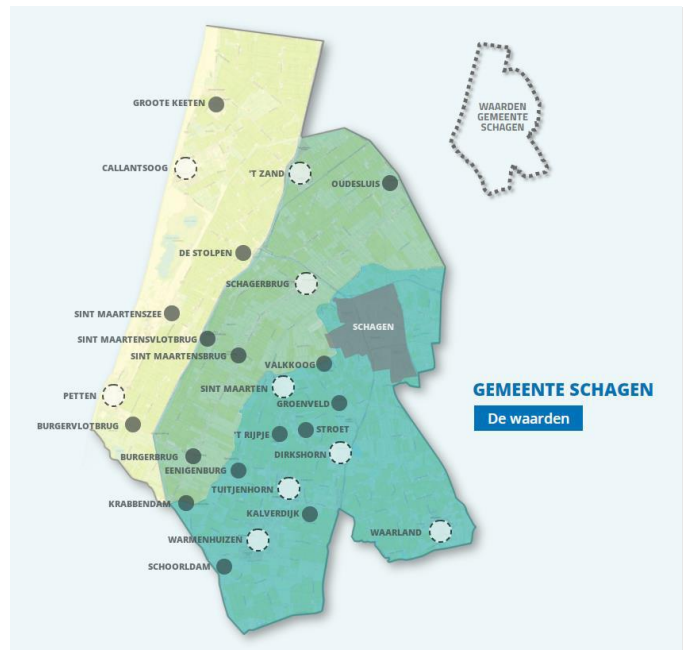 GROOTE KEETEN
WAARDEN
GEMEENTE
SCHAGEN
CALLANTSOOG
'T ZAND
OUDESLUIS
DE STOLPEN
SCHAGERBRUG
SINT MAARTENSZEE
SCHAGEN
SINT MAARTENSVLOTBRUG
SINT MAARTENSBRUG
VALKKOOG
SINT MAARTEN
PETTEN
GROENVELD
GEMEENTE SCHAGEN
De waarden
BURGERVLOTBRUG
'T RIJPJE
STROET
BURGERBRUG
DIRKSHORN
EENIGENBURG
TUITJENHORN
KRABBENDAM
KALVERDIJK
WAARLAND
WARMENHUIZEN
SCHOORLDAM